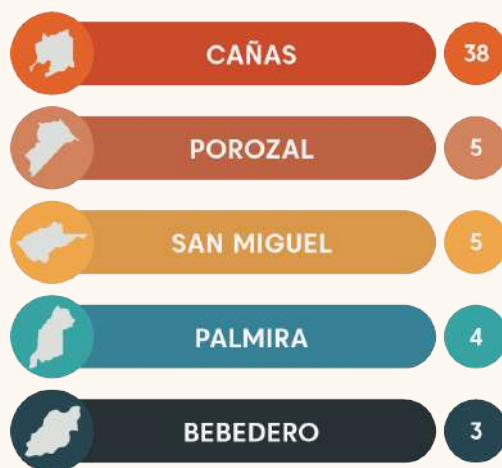 CAÑAS 38
POROZAL 5
SAN MIGUEL 5
PALMIRA 4
BEBEDERO 3